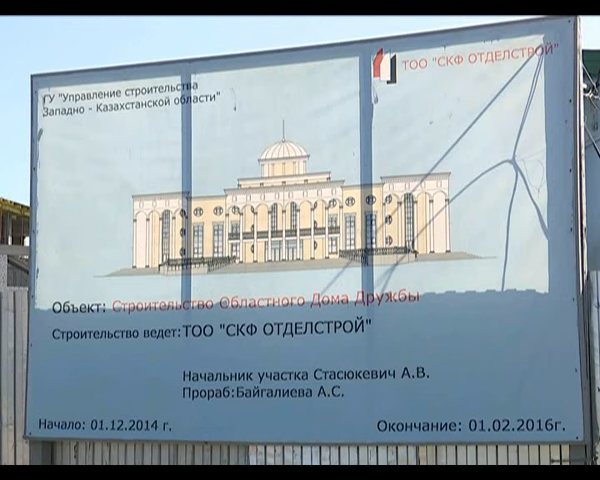 ГУ "Управление строительства
Западно - Казахстанской области"
ТОО "СКФ ОТДЕЛСТРОЙ"
Объект: Строительство Областного Дома Дружбы
Строительство ведет:ТОО "СКФ ОТДЕЛСТРОЙ"
Начальник участка Стасюкевич А.В.
Прораб:Байгалиева А.С.
Начало: 01.12.2014 г.
Окончание: 01.02.2016г.